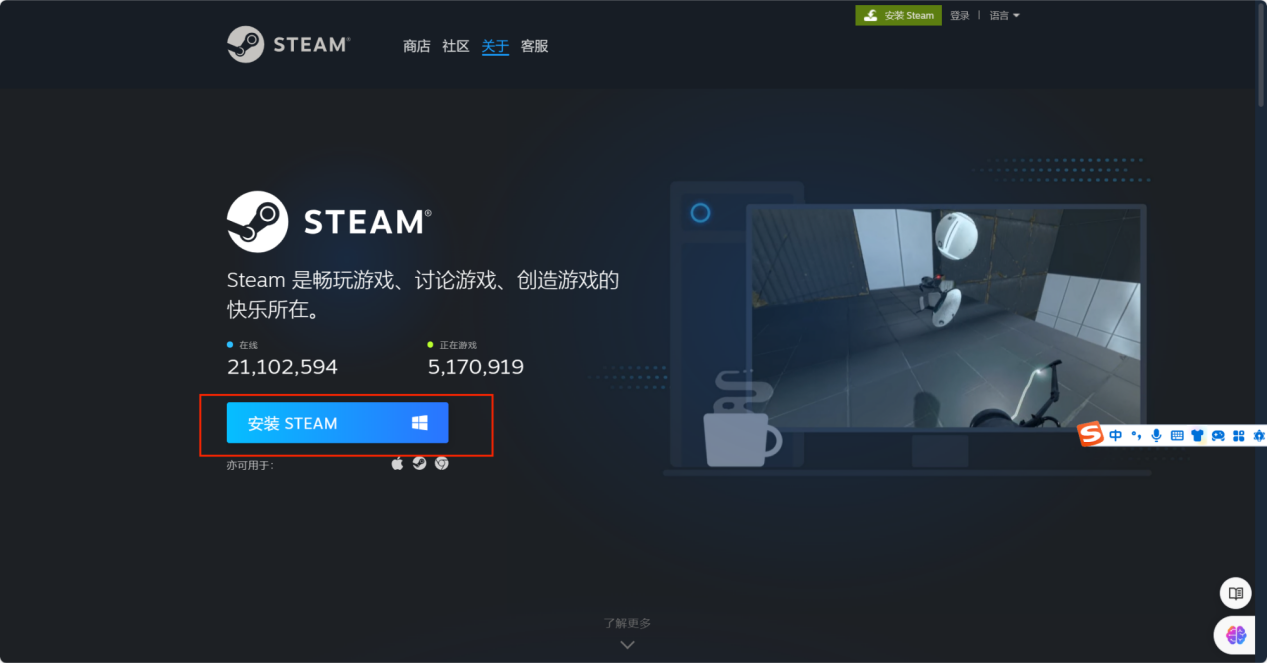 安装 Steam 登录 | 语言
STEAM®
商店 社区 关于 客服
STEAM®
Steam 是畅玩游戏、讨论游戏、创造游戏的
快乐所在。
在线 正在游戏
21,102,594 5,170,919
安装 STEAM
亦可用于:
S 中 °,
了解更多